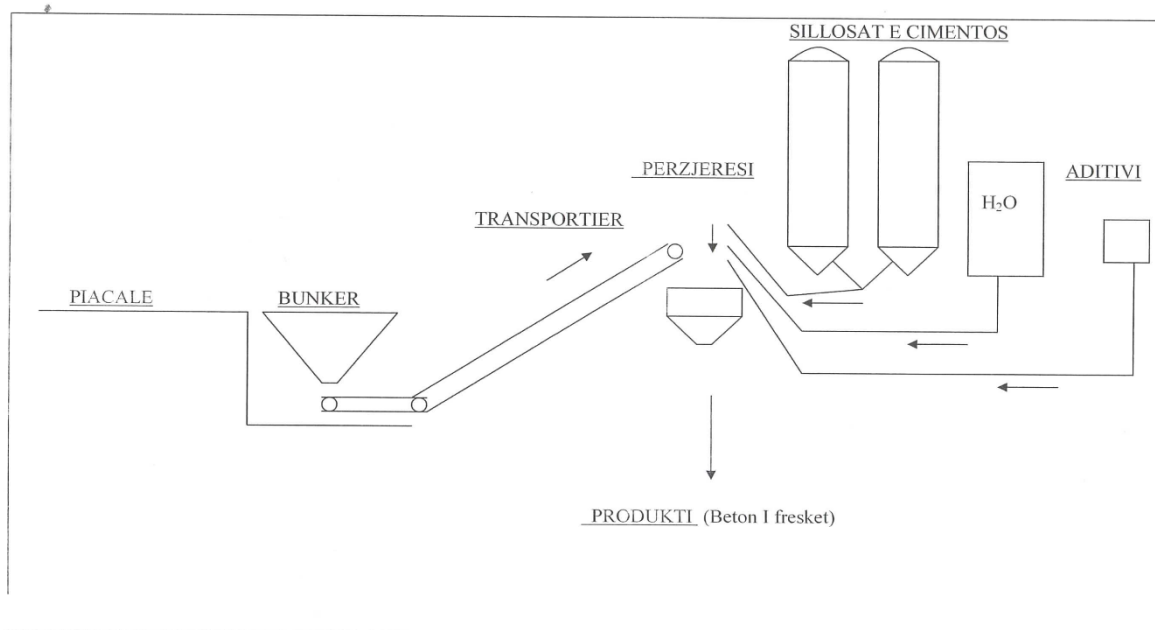 SILLOSAT E CIMENTOS
PERZJERESI
ADITIVI
H₂O
TRANSPORTIER
PIACALE
BUNKER
PRODUKTI (Beton I fresket)